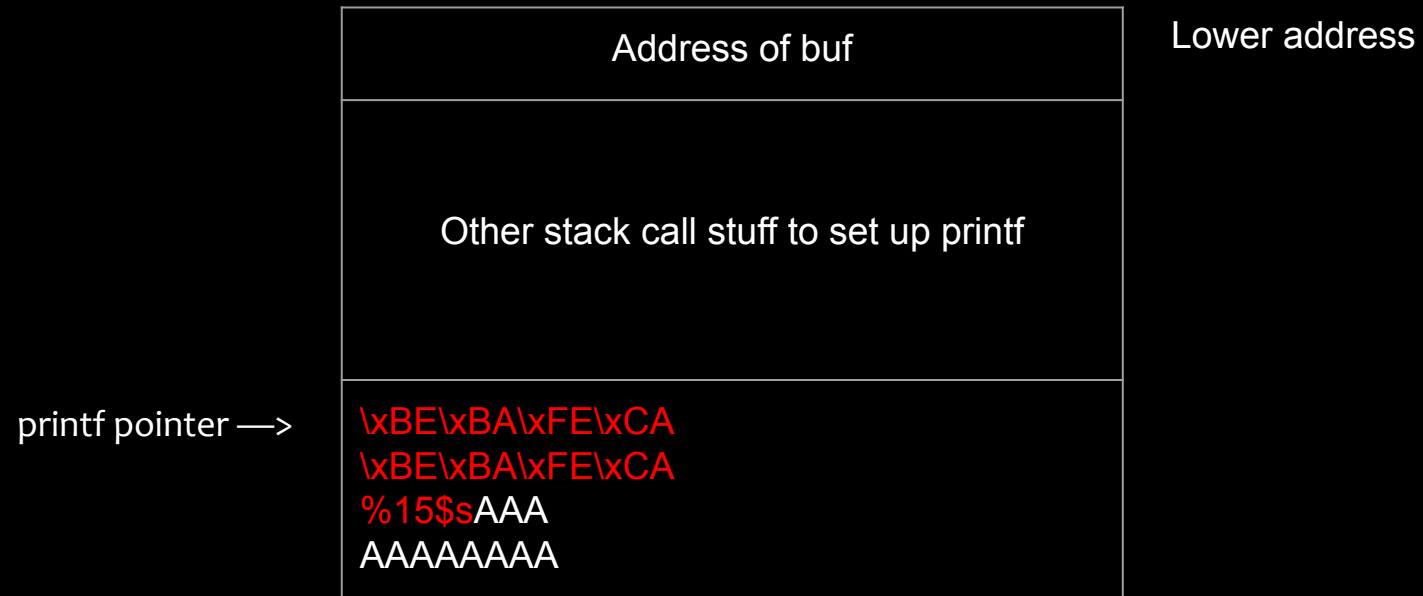 Address of buf
Lower address
Other stack call stuff to set up printf
printf pointer —>
\xBE\xBA\xFE\xCA
\xBE\xBA\xFE\xCA
%15$sAAA
AAAAAAAA